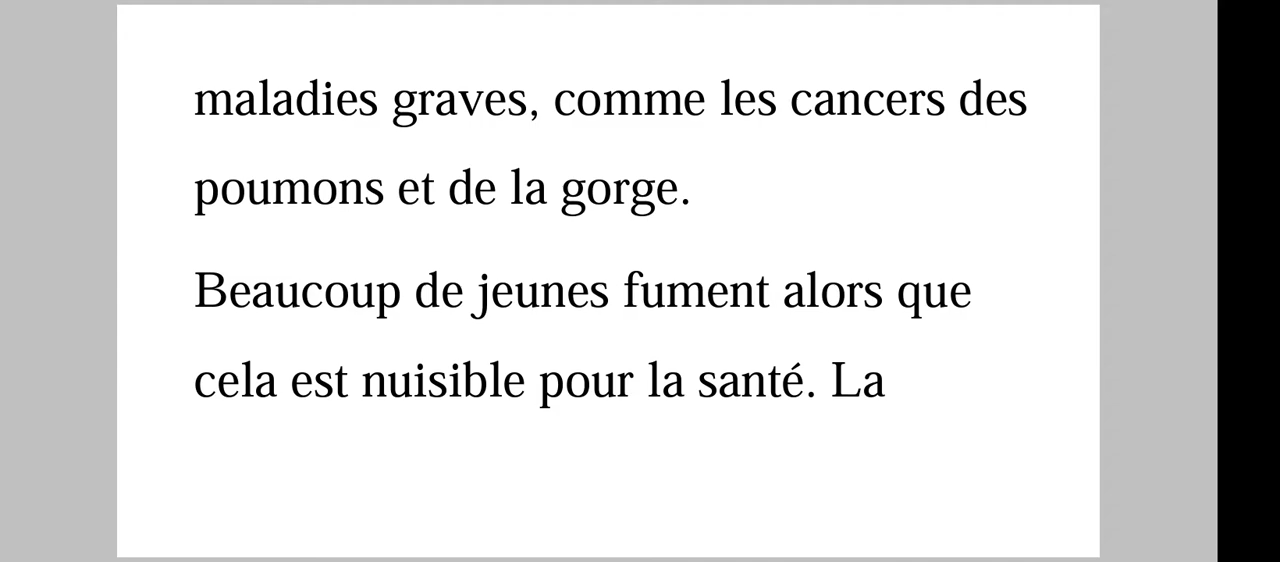 maladies graves, comme les cancers des
poumons et de la gorge.
Beaucoup de jeunes fument alors que
cela est nuisible pour la santé. La